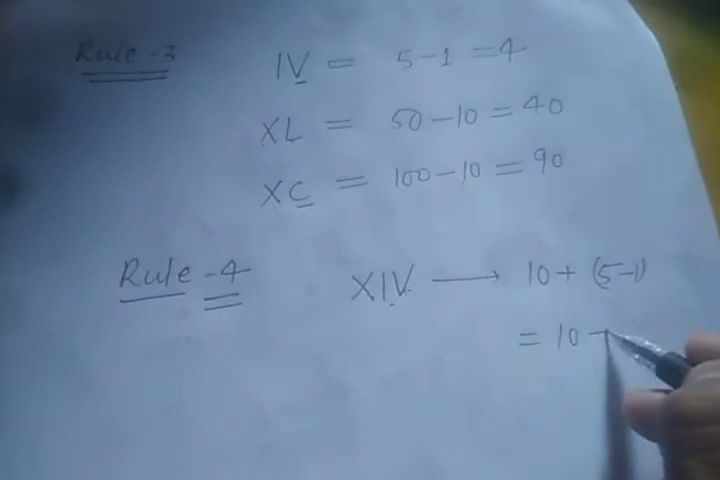 Rule -3 IV = 5-1=4
XL = 50-10=40
XC = 100-10=90
Rule -4 XIV → 10+(5-1)
= 10